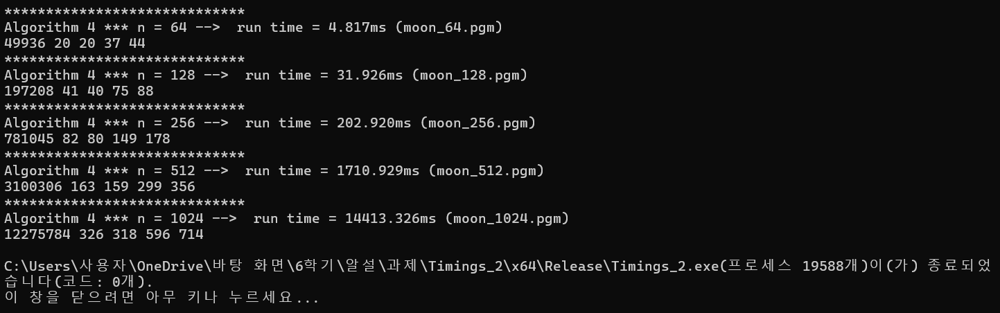 *****************************
Algorithm 4 *** n = 64 -->  run time = 4.817ms (moon_64.pgm)
49936 20 20 37 44
*****************************
Algorithm 4 *** n = 128 -->  run time = 31.926ms (moon_128.pgm)
197208 41 40 75 88
*****************************
Algorithm 4 *** n = 256 -->  run time = 202.920ms (moon_256.pgm)
781045 82 80 149 178
*****************************
Algorithm 4 *** n = 512 -->  run time = 1710.929ms (moon_512.pgm)
3100306 163 159 299 356
*****************************
Algorithm 4 *** n = 1024 -->  run time = 14413.326ms (moon_1024.pgm)
12275784 326 318 596 714
C:\Users\사용자\OneDrive\바탕 화면\6학기\알설\과제\Timings_2\x64\Release\Timings_2.exe(프로세스 19588개)이(가) 종료되었
습니다(코드: 0개).
이 창을 닫으려면 아무 키나 누르세요...